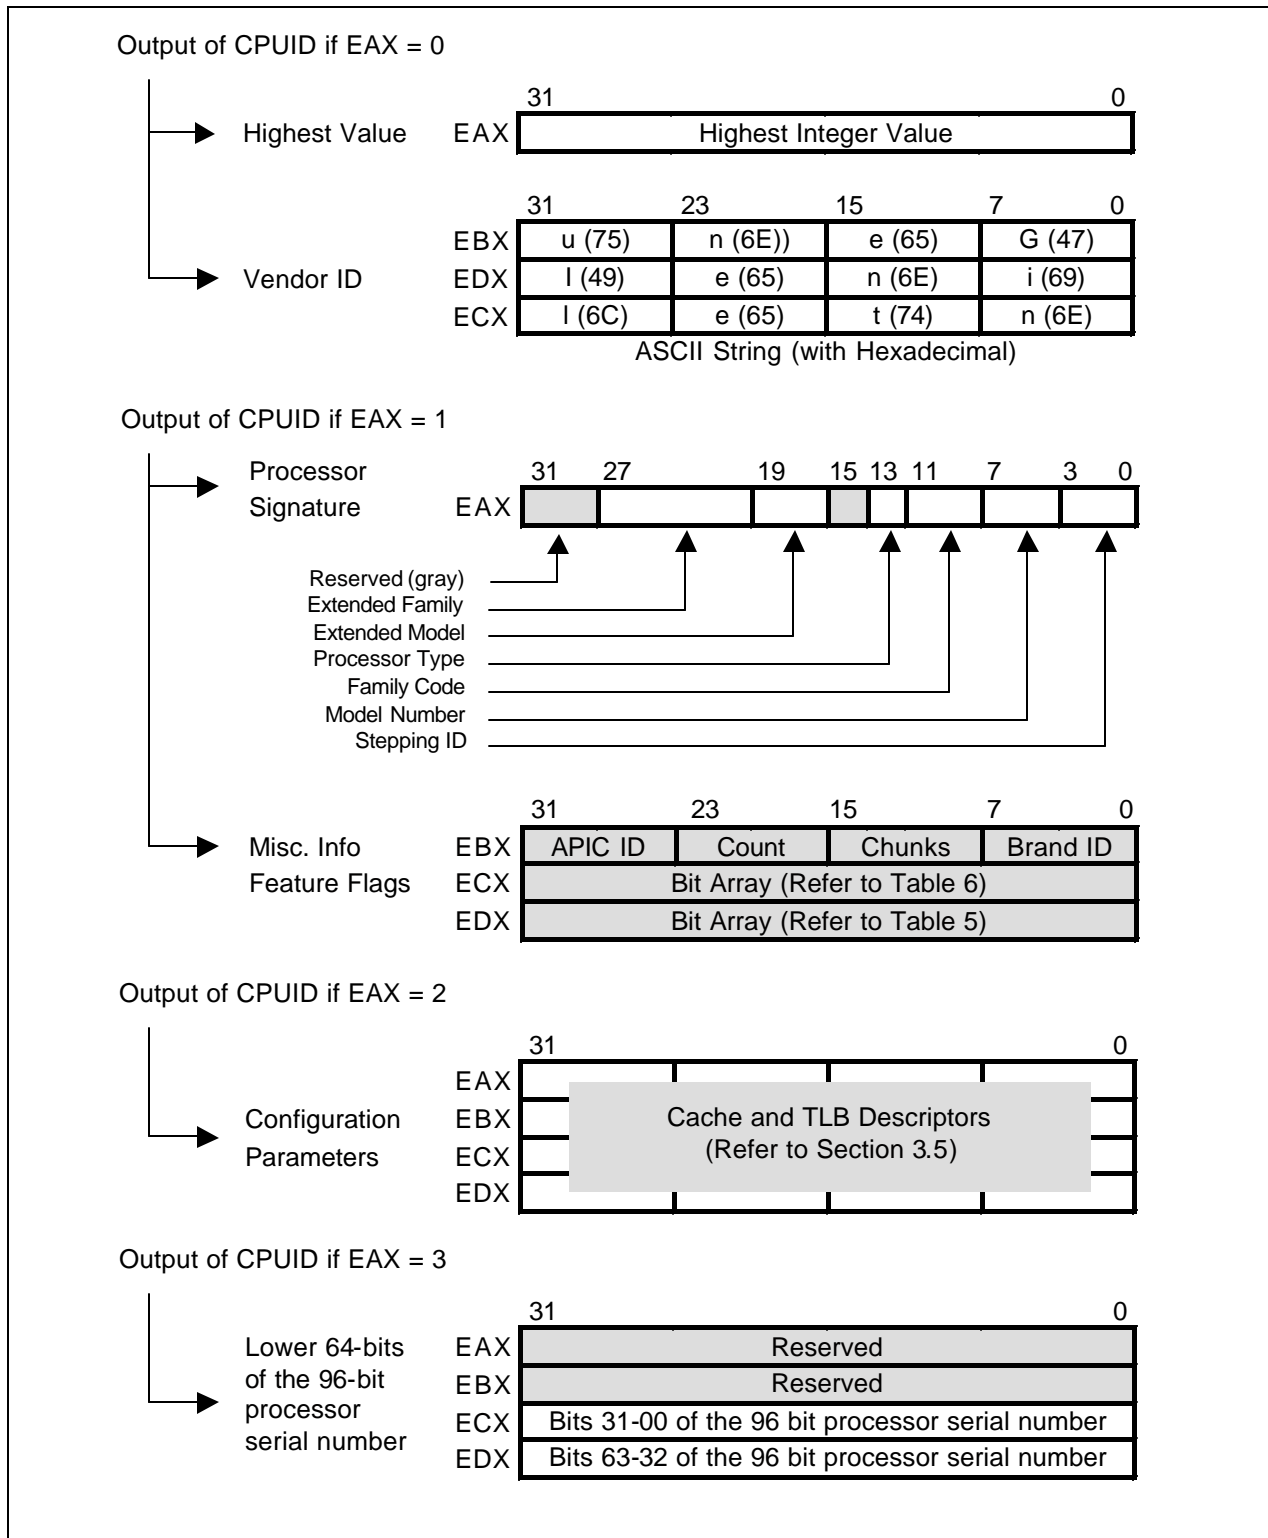 Output of CPUID if EAX = 0
31 0
Highest Value EAX Highest Integer Value
31 23 15 7 0
EBX u (75) n (6E)) e (65) G (47)
Vendor ID EDX I (49) e (65) n (6E) i (69)
ECX l (6C) e (65) t (74) n (6E)
ASCII String (with Hexadecimal)
Output of CPUID if EAX = 1
Processor 31 27 19 15 13 11 7 3 0
Signature EAX
Reserved (gray)
Extended Family
Extended Model
Processor Type
Family Code
Model Number
Stepping ID
31 23 15 7 0
Misc. Info EBX APIC ID Count Chunks Brand ID
Feature Flags ECX Bit Array (Refer to Table 6)
EDX Bit Array (Refer to Table 5)
Output of CPUID if EAX = 2
31 0
EAX
Configuration EBX Cache and TLB Descriptors
Parameters ECX (Refer to Section 3.5)
EDX
Output of CPUID if EAX = 3
31 0
Lower 64-bits EAX Reserved
of the 96-bit EBX Reserved
processor ECX Bits 31-00 of the 96 bit processor serial number
serial number EDX Bits 63-32 of the 96 bit processor serial number